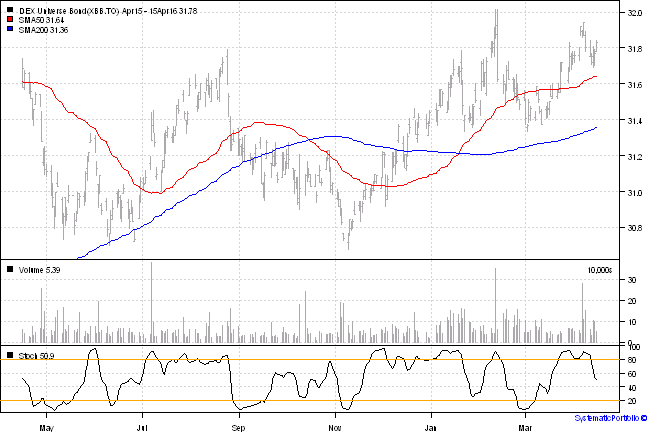 DEX Universe Bond(XBB.TO) Apr15 - 15Apr16 31.78
SMA50 31.64
SMA200 31.36
32.0
31.8
31.6
31.4
31.2
31.0
30.8
Volume 5.39
10,000s
30
20
10
0
Stoch 50.9
100
80
60
40
20
May
Jul
Sep
Nov
Jan
Mar
SystematicPortfolio ©